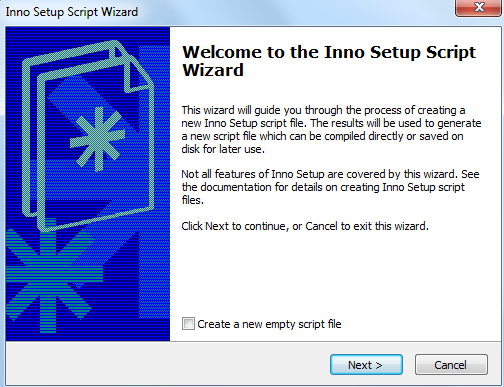 Inno Setup Script Wizard
Welcome to the Inno Setup Script
Wizard
This wizard will guide you through the process of creating a
new Inno Setup script file. The results will be used to generate
a new script file which can be compiled directly or saved on
disk for later use.
Not all features of Inno Setup are covered by this wizard. See
the documentation for details on creating Inno Setup script
files.
Click Next to continue, or Cancel to exit this wizard.
Create a new empty script file
Next >
Cancel